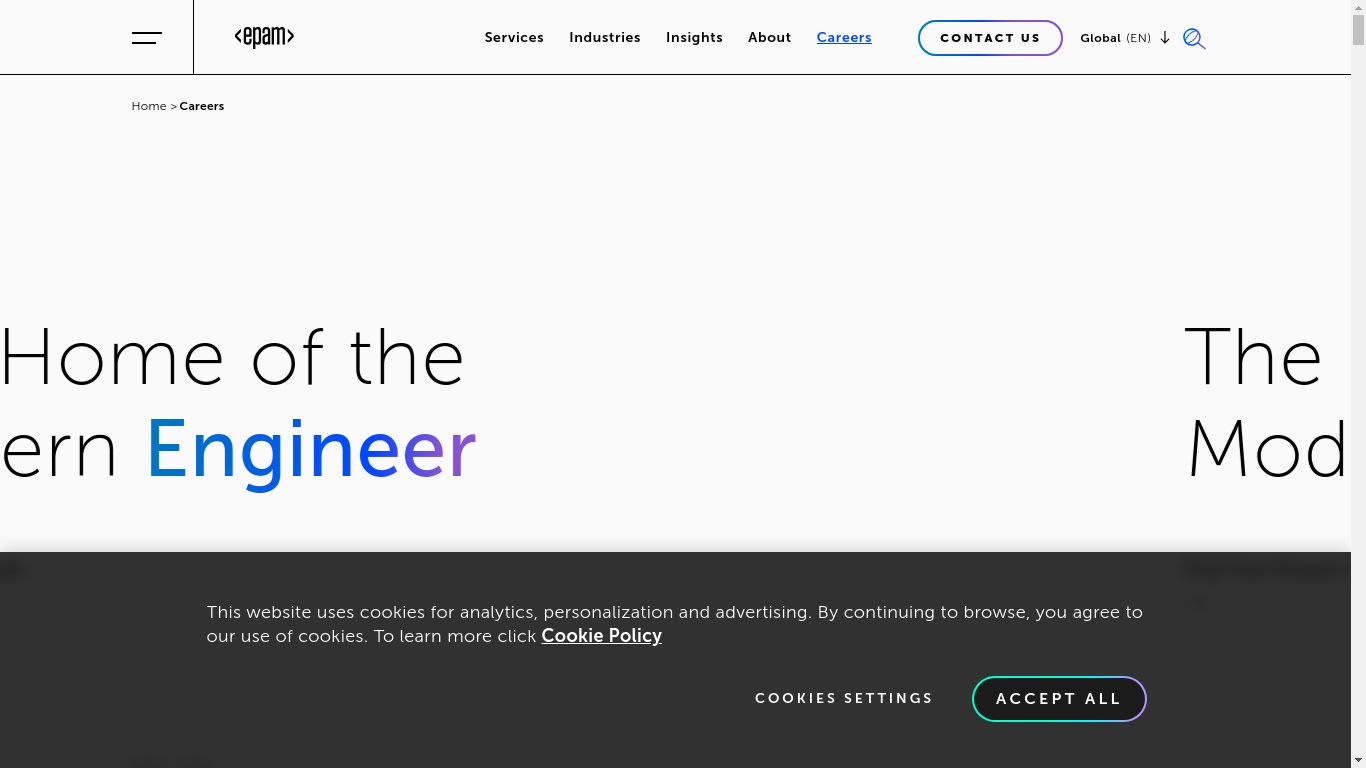 <epam>
Services Industries Insights About Careers CONTACT US Global (EN)
Home > Careers
Home of the
ern Engineer
The
Mod
This website uses cookies for analytics, personalization and advertising. By continuing to browse, you agree to
our use of cookies. To learn more click Cookie Policy
COOKIES SETTINGS ACCEPT ALL